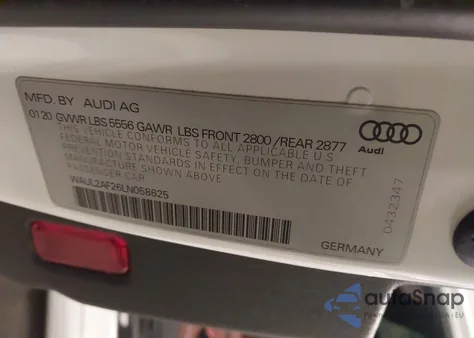 MFD. BY AUDI AG
0120 GVWR LBS 5556 GAWR LBS FRONT 2800 /REAR 2877
THIS VEHICLE CONFORMS TO ALL APPLICABLE U.S
FEDERAL MOTOR VEHICLE SAFETY, BUMPER AND THEFT
PREVENTION STANDARDS IN EFFECT ON THE DATE OF
MANUFACTURE SHOWN ABOVE
PASSENGER CAR
WAUL2AF26LN058625
Audi
0432347
GERMANY
autoSnap